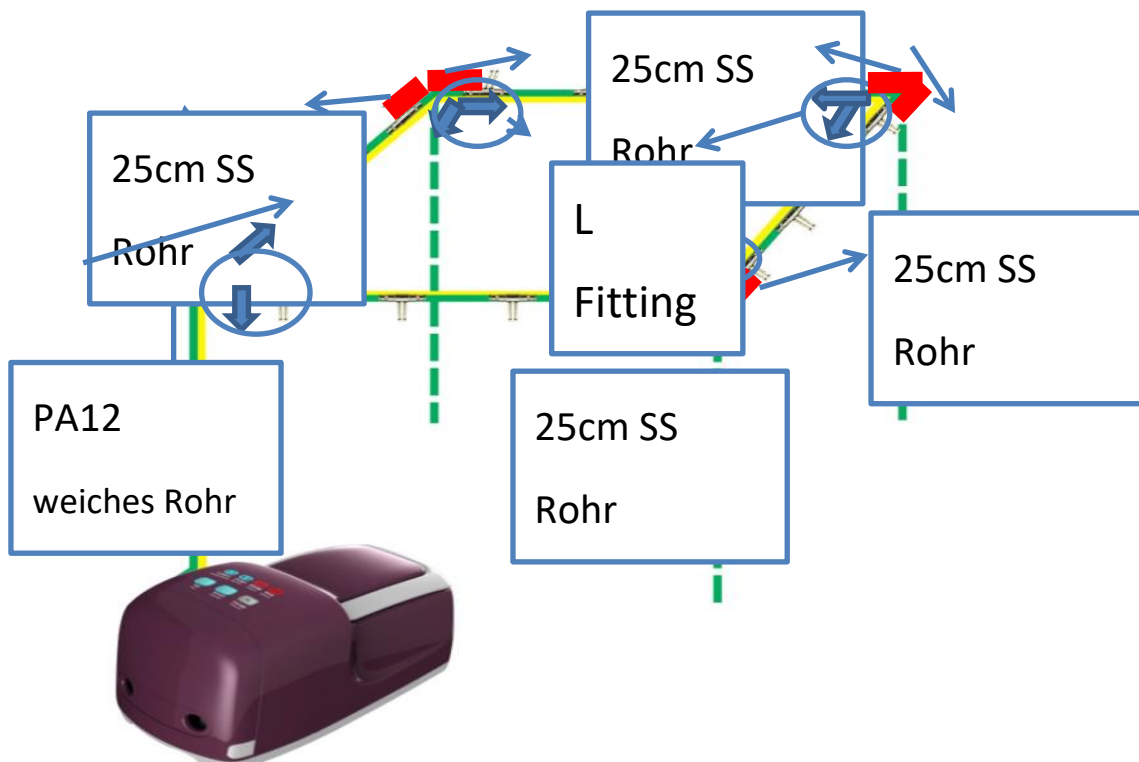 25cm SS
Rohr
25cm SS
Rohr
L
Fitting
25cm SS
Rohr
PA12
weiches Rohr
25cm SS
Rohr